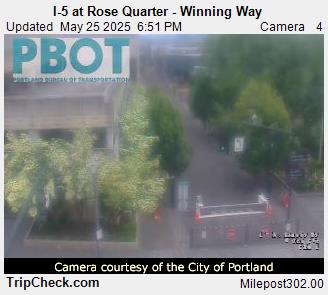 I-5 at Rose Quarter - Winning Way
Updated May 25 2025 6:51 PM Camera 4
PBOT
PORTLAND BUREAU OF TRANSPORTATION
Camera courtesy of the City of Portland
TripCheck.com Milepost302.00